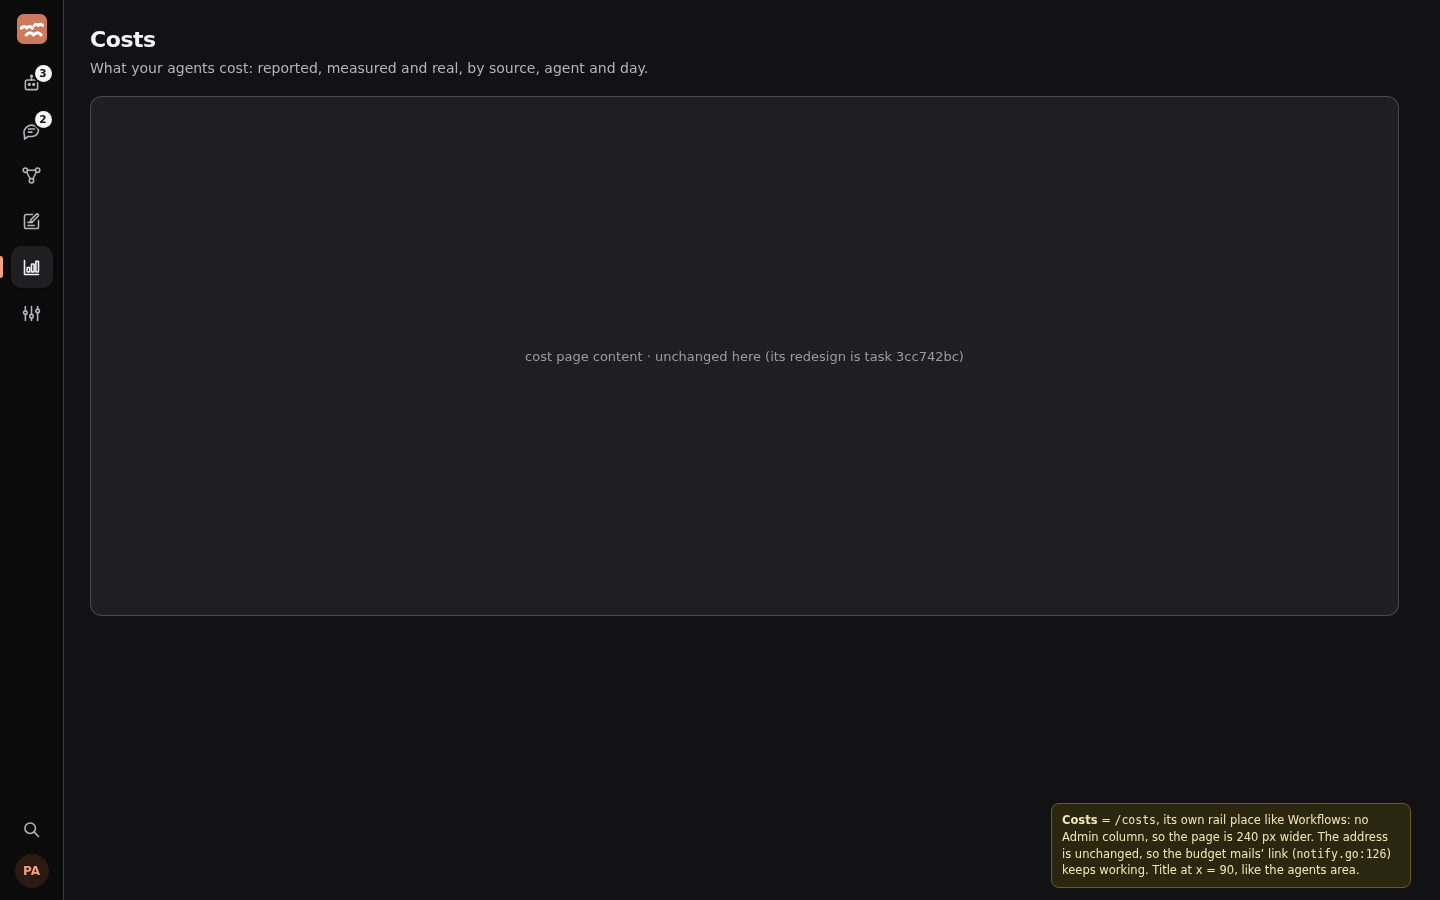 Costs
What your agents cost: reported, measured and real, by source, agent and day.
3
2
cost page content · unchanged here (its redesign is task 3cc742bc)
PA
Costs = /costs, its own rail place like Workflows: no
Admin column, so the page is 240 px wider. The address
is unchanged, so the budget mails’ link (notify.go:126)
keeps working. Title at x = 90, like the agents area.